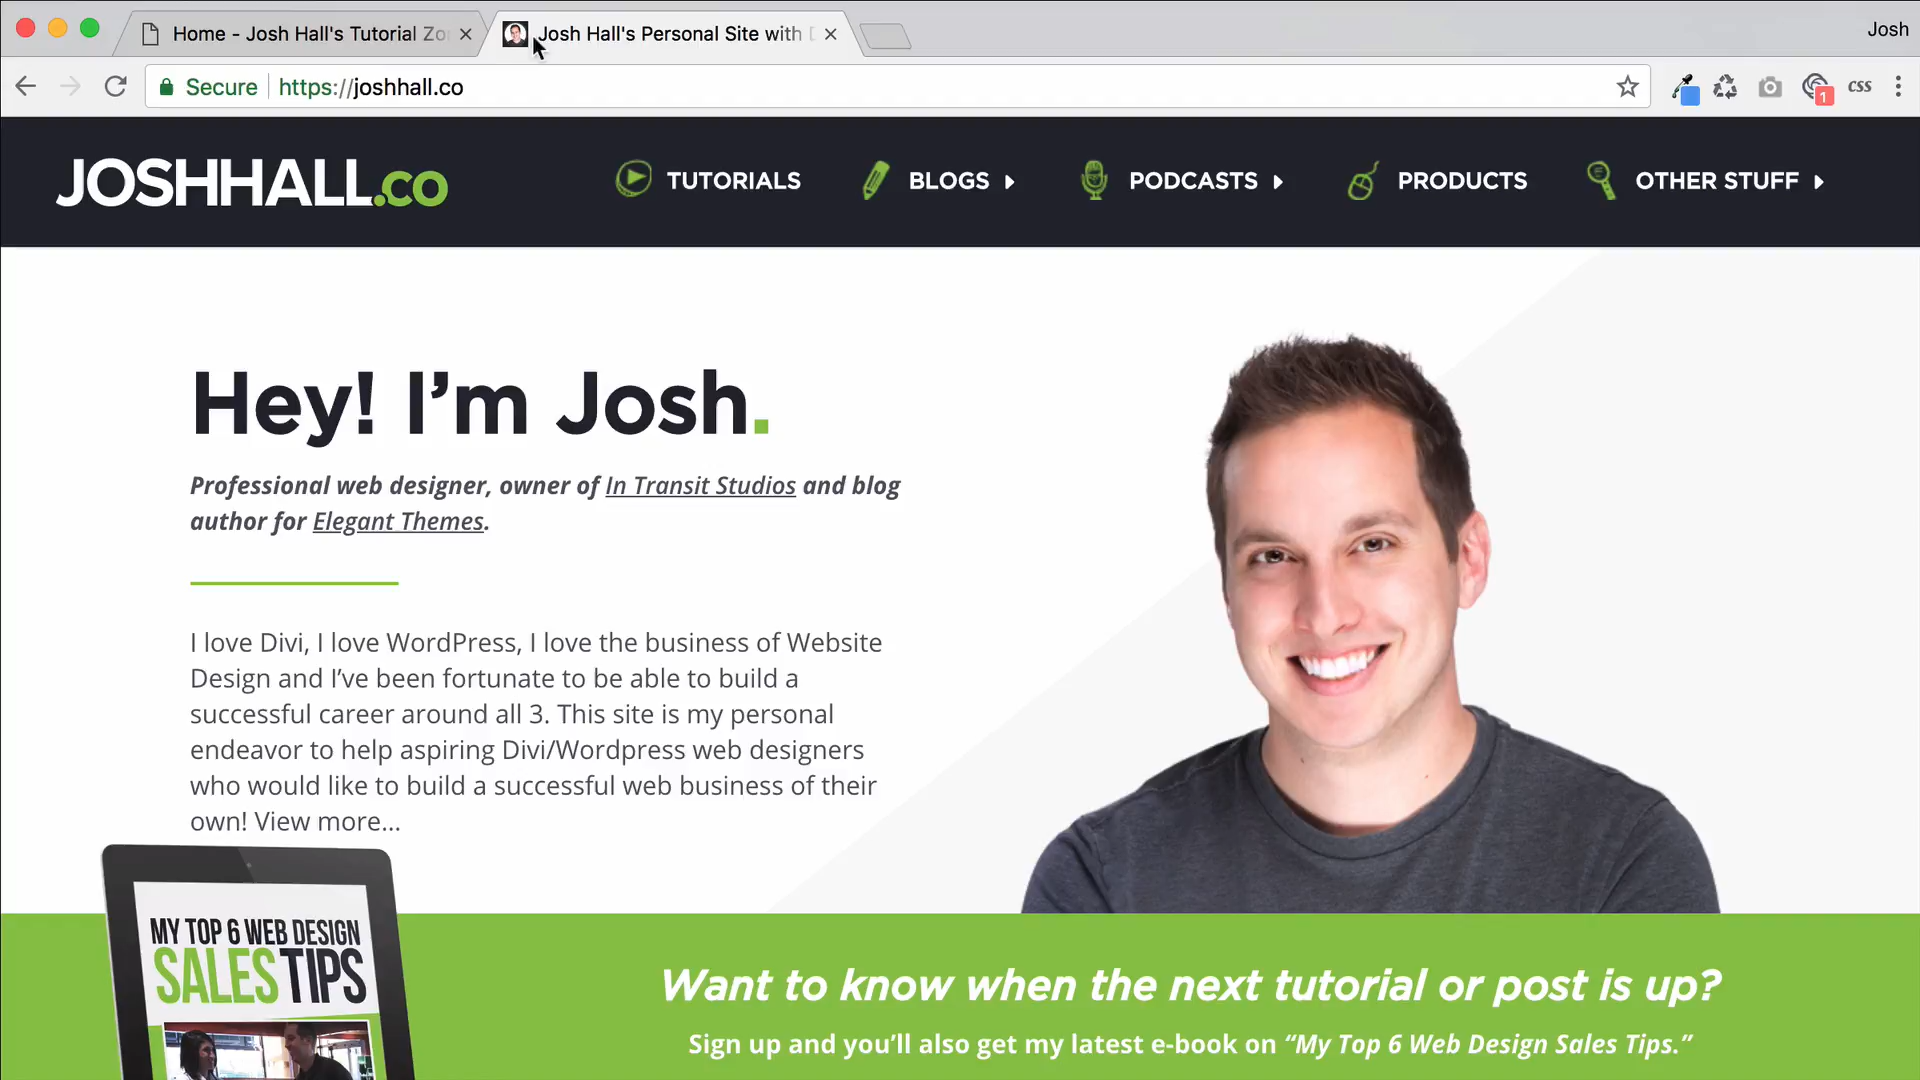 Home - Josh Hall's Tutorial Zo
Josh Hall's Personal Site with
Josh
Secure
https://joshhall.co
CSS
1
JOSHHALL.CO
TUTORIALS
BLOGS
PODCASTS
PRODUCTS
OTHER STUFF
Hey! I’m Josh.
Professional web designer, owner of In Transit Studios and blog
author for Elegant Themes.
I love Divi, I love WordPress, I love the business of Website
Design and I’ve been fortunate to be able to build a
successful career around all 3. This site is my personal
endeavor to help aspiring Divi/Wordpress web designers
who would like to build a successful web business of their
own! View more...
MY TOP 6 WEB DESIGN
SALES TIPS
Want to know when the next tutorial or post is up?
Sign up and you’ll also get my latest e-book on “My Top 6 Web Design Sales Tips.”